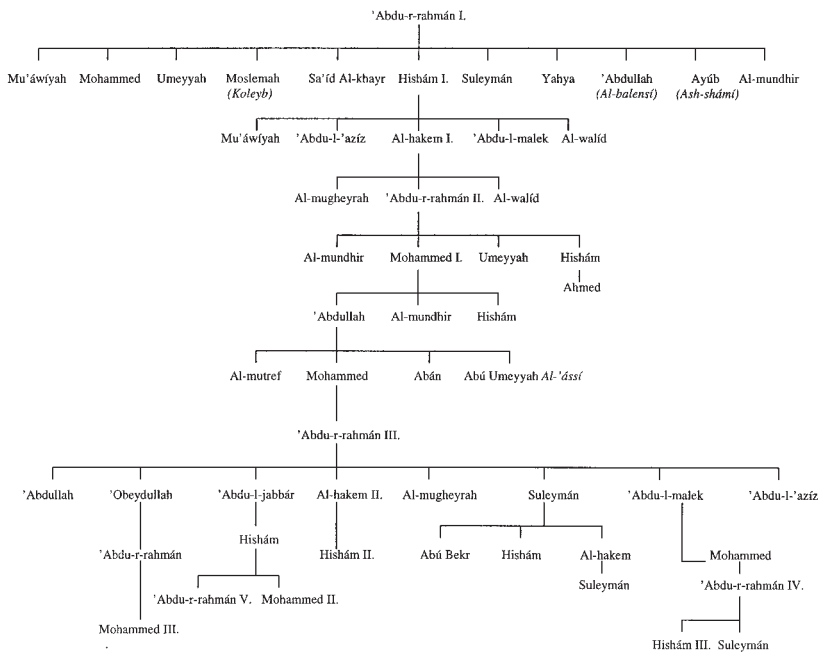 'Abdu-r-rahmán I.
Mu'áwíyah Mohammed Umeyyah Moslemah Sa'íd Al-khayr Hishám I. Suleymán Yahya 'Abdullah Ayúb Al-mundhir
(Koleyb) (Al-balensí) (Ash-shámí)
Mu'áwíyah 'Abdu-l-'azíz Al-hakem I. 'Abdu-l-malek Al-walíd
Al-mugheyrah 'Abdu-r-rahmán II. Al-walíd
Al-mundhir Mohammed I. Umeyyah Hishám
Ahmed
'Abdullah Al-mundhir Hishám
Al-mutref Mohammed Abán Abú Umeyyah Al-'ássí
'Abdu-r-rahmán III.
'Abdullah 'Obeydullah 'Abdu-l-jabbár Al-hakem II. Al-mugheyrah Suleymán 'Abdu-l-malek 'Abdu-l-'azíz
Hishám
'Abdu-r-rahmán Hishám II. Abú Bekr Hishám Al-hakem Mohammed
Suleymán 'Abdu-r-rahmán IV.
'Abdu-r-rahmán V. Mohammed II.
Mohammed III.
Hishám III. Suleymán